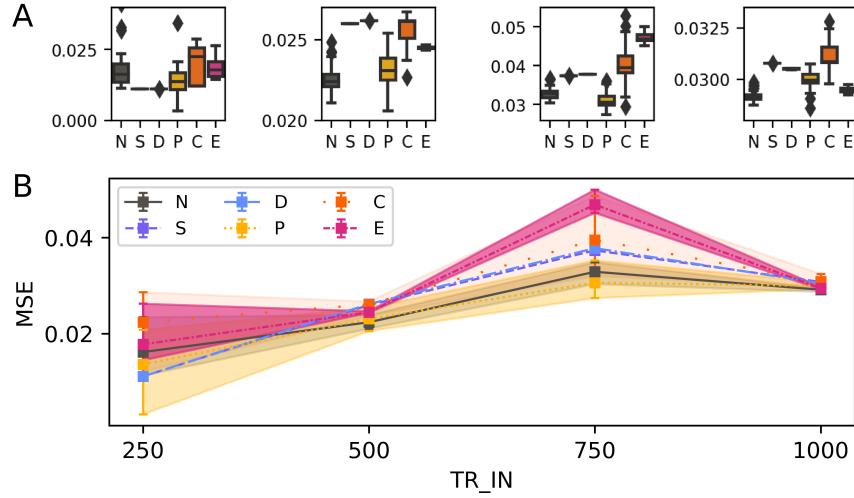 A
0.025
0.000
N S D P C E
0.025
0.020
N S D P C E
0.05
0.04
0.03
N S D P C E
0.0325
0.0300
N S D P C E
B
N D C
S P E
MSE
0.04
0.02
250 500 750 1000
TR_IN